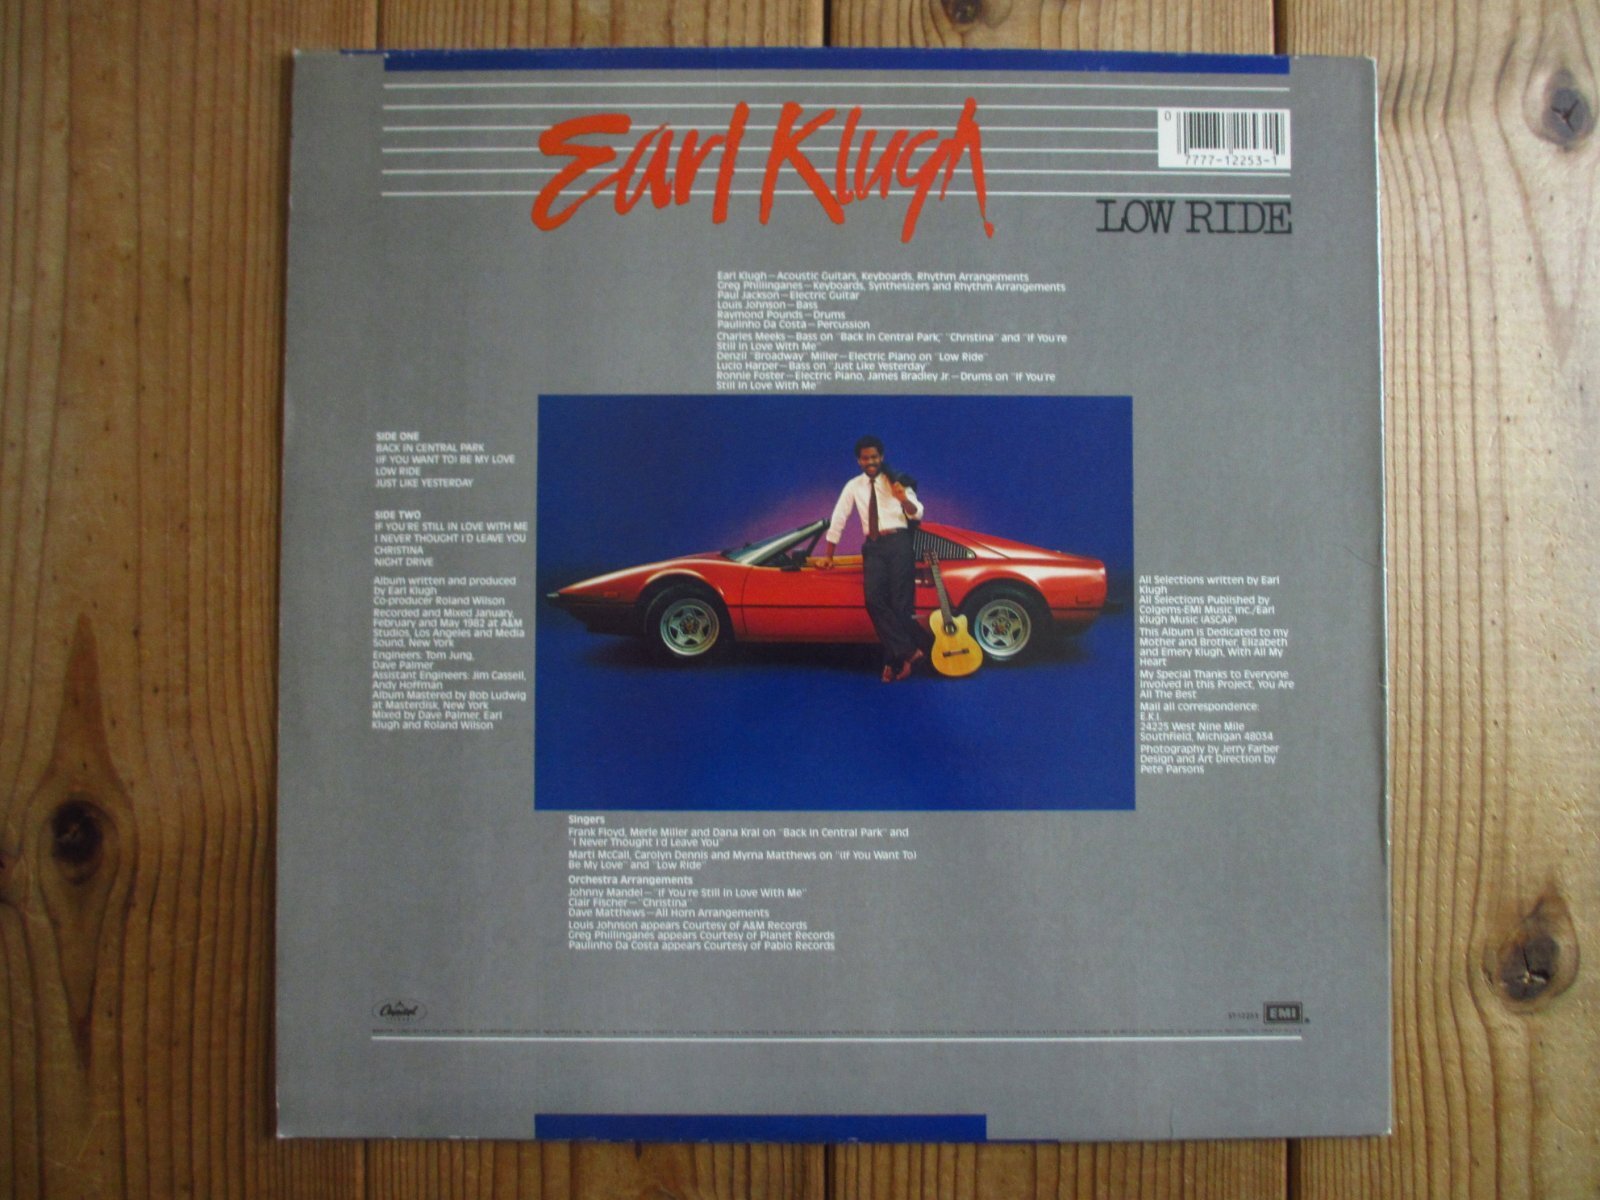 Earl Klugh
0
7777-12253-1
LOW RIDE
Earl Klugh—Acoustic Guitars, Keyboards, Rhythm Arrangements
Greg Phillinganes—Keyboards, Synthesizers and Rhythm Arrangements
Paul Jackson—Electric Guitar
Louis Johnson—Bass
Raymond Pounds—Drums
Paulinho Da Costa—Percussion
Charles Meeks—Bass on "Back In Central Park," "Christina" and "If You're
Still In Love With Me"
Denzil "Broadway" Miller—Electric Piano on "Low Ride"
Lucio Harper—Bass on "Just Like Yesterday"
Ronnie Foster—Electric Piano, James Bradley Jr.—Drums on "If You're
Still In Love With Me"
SIDE ONE
BACK IN CENTRAL PARK
(IF YOU WANT TO) BE MY LOVE
LOW RIDE
JUST LIKE YESTERDAY
SIDE TWO
IF YOU'RE STILL IN LOVE WITH ME
I NEVER THOUGHT I'D LEAVE YOU
CHRISTINA
NIGHT DRIVE
Album written and produced
by Earl Klugh
Co-producer Roland Wilson
Recorded and Mixed January,
February and May 1982 at A&M
Studios, Los Angeles and Media
Sound, New York
Engineers: Tom Jung,
Dave Palmer
Assistant Engineers: Jim Cassell,
Andy Hoffman
Album Mastered by Bob Ludwig
at Masterdisk, New York
Mixed by Dave Palmer, Earl
Klugh and Roland Wilson
All Selections written by Earl
Klugh
All Selections Published by
Colgems-EMI Music Inc./Earl
Klugh Music (ASCAP)
This Album is Dedicated to my
Mother and Brother, Elizabeth
and Emery Klugh, With All My
Heart
My Special Thanks to Everyone
Involved in this Project, You Are
All The Best
Mail all correspondence:
E.K.I.
24225 West Nine Mile
Southfield, Michigan 48034
Photography by Jerry Farber
Design and Art Direction by
Pete Parsons
Singers
Frank Floyd, Merle Miller and Dana Kral on "Back In Central Park" and
"I Never Thought I'd Leave You"
Marti McCall, Carolyn Dennis and Myrna Matthews on "(If You Want To)
Be My Love" and "Low Ride"
Orchestra Arrangements
Johnny Mandel—"If You're Still In Love With Me"
Clair Fischer—"Christina"
Dave Matthews—All Horn Arrangements
Louis Johnson appears Courtesy of A&M Records
Greg Phillinganes appears Courtesy of Planet Records
Paulinho Da Costa appears Courtesy of Pablo Records
Capitol
ST-12253
EMI